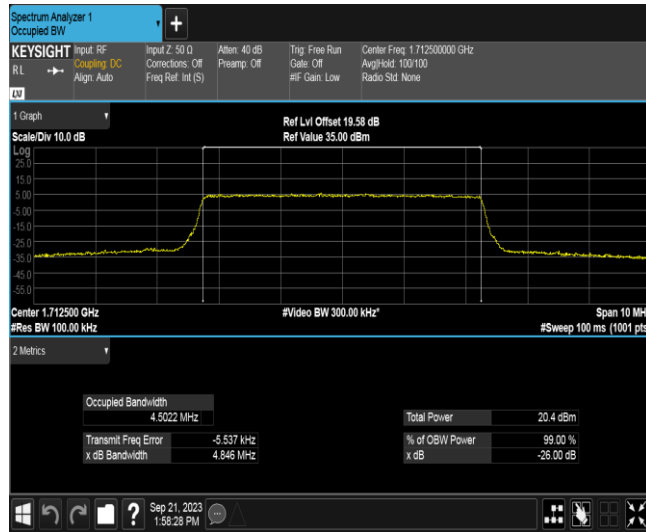 Spectrum Analyzer 1
Occupied BW
+
KEYSIGHT
RL
LXI
Input: RF
Coupling: DC
Align: Auto
Input Z: 50 Ω
Corrections: Off
Freq Ref: Int (S)
Atten: 40 dB
Preamp: Off
Trig: Free Run
Gate: Off
#IF Gain: Low
Center Freq: 1.712500000 GHz
Avg|Hold: 100/100
Radio Std: None
1 Graph
Scale/Div 10.0 dB
Ref Lvl Offset 19.58 dB
Ref Value 35.00 dBm
Log
25.0
15.0
5.00
-5.00
-15.0
-25.0
-35.0
-45.0
-55.0
Center 1.712500 GHz
#Res BW 100.00 kHz
#Video BW 300.00 kHz*
Span 10 MH
#Sweep 100 ms (1001 pts
2 Metrics
Occupied Bandwidth
4.5022 MHz
Transmit Freq Error -5.537 kHz
x dB Bandwidth 4.846 MHz
Total Power 20.4 dBm
% of OBW Power 99.00 %
x dB -26.00 dB
?
Sep 21, 2023
1:58:28 PM